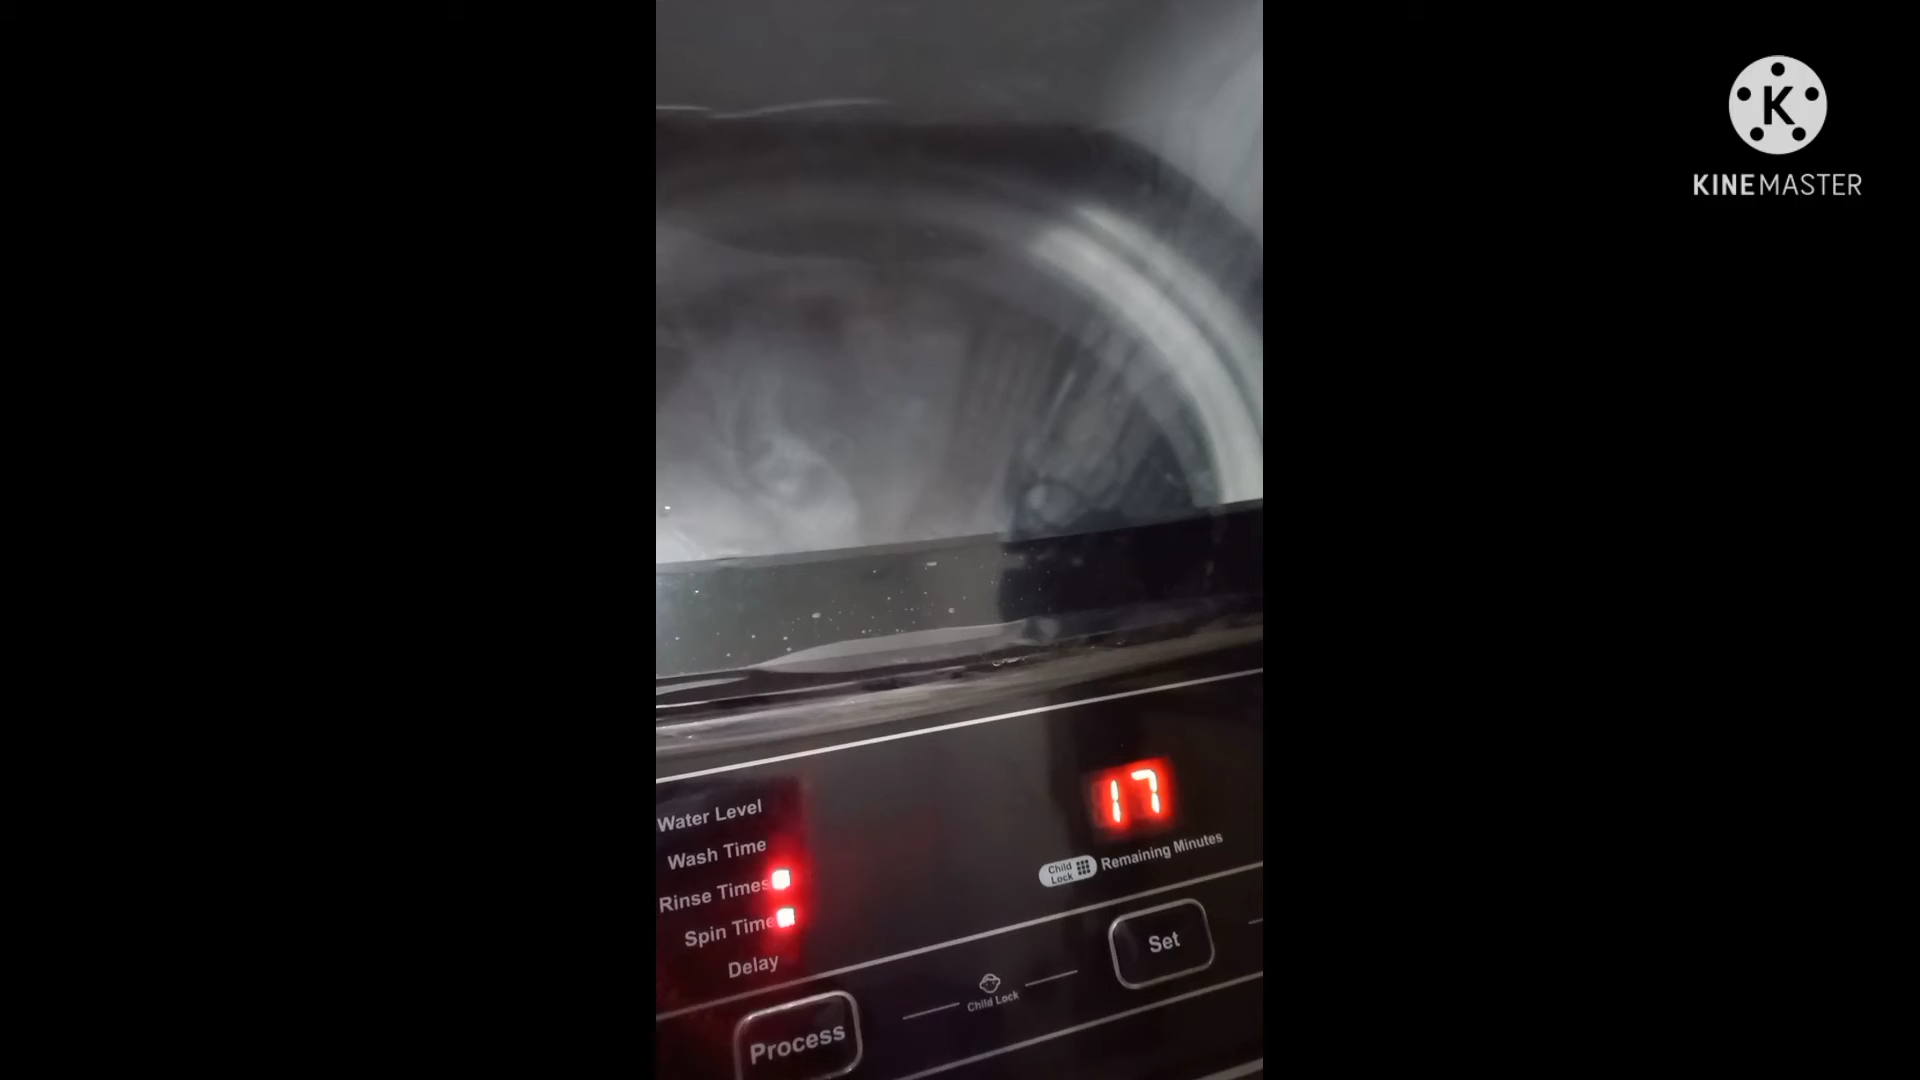 K
KINEMASTER
17
Water Level
Wash Time
Child Lock
Remaining Minutes
Rinse Times
Spin Time
Set
Delay
Child Lock
Process